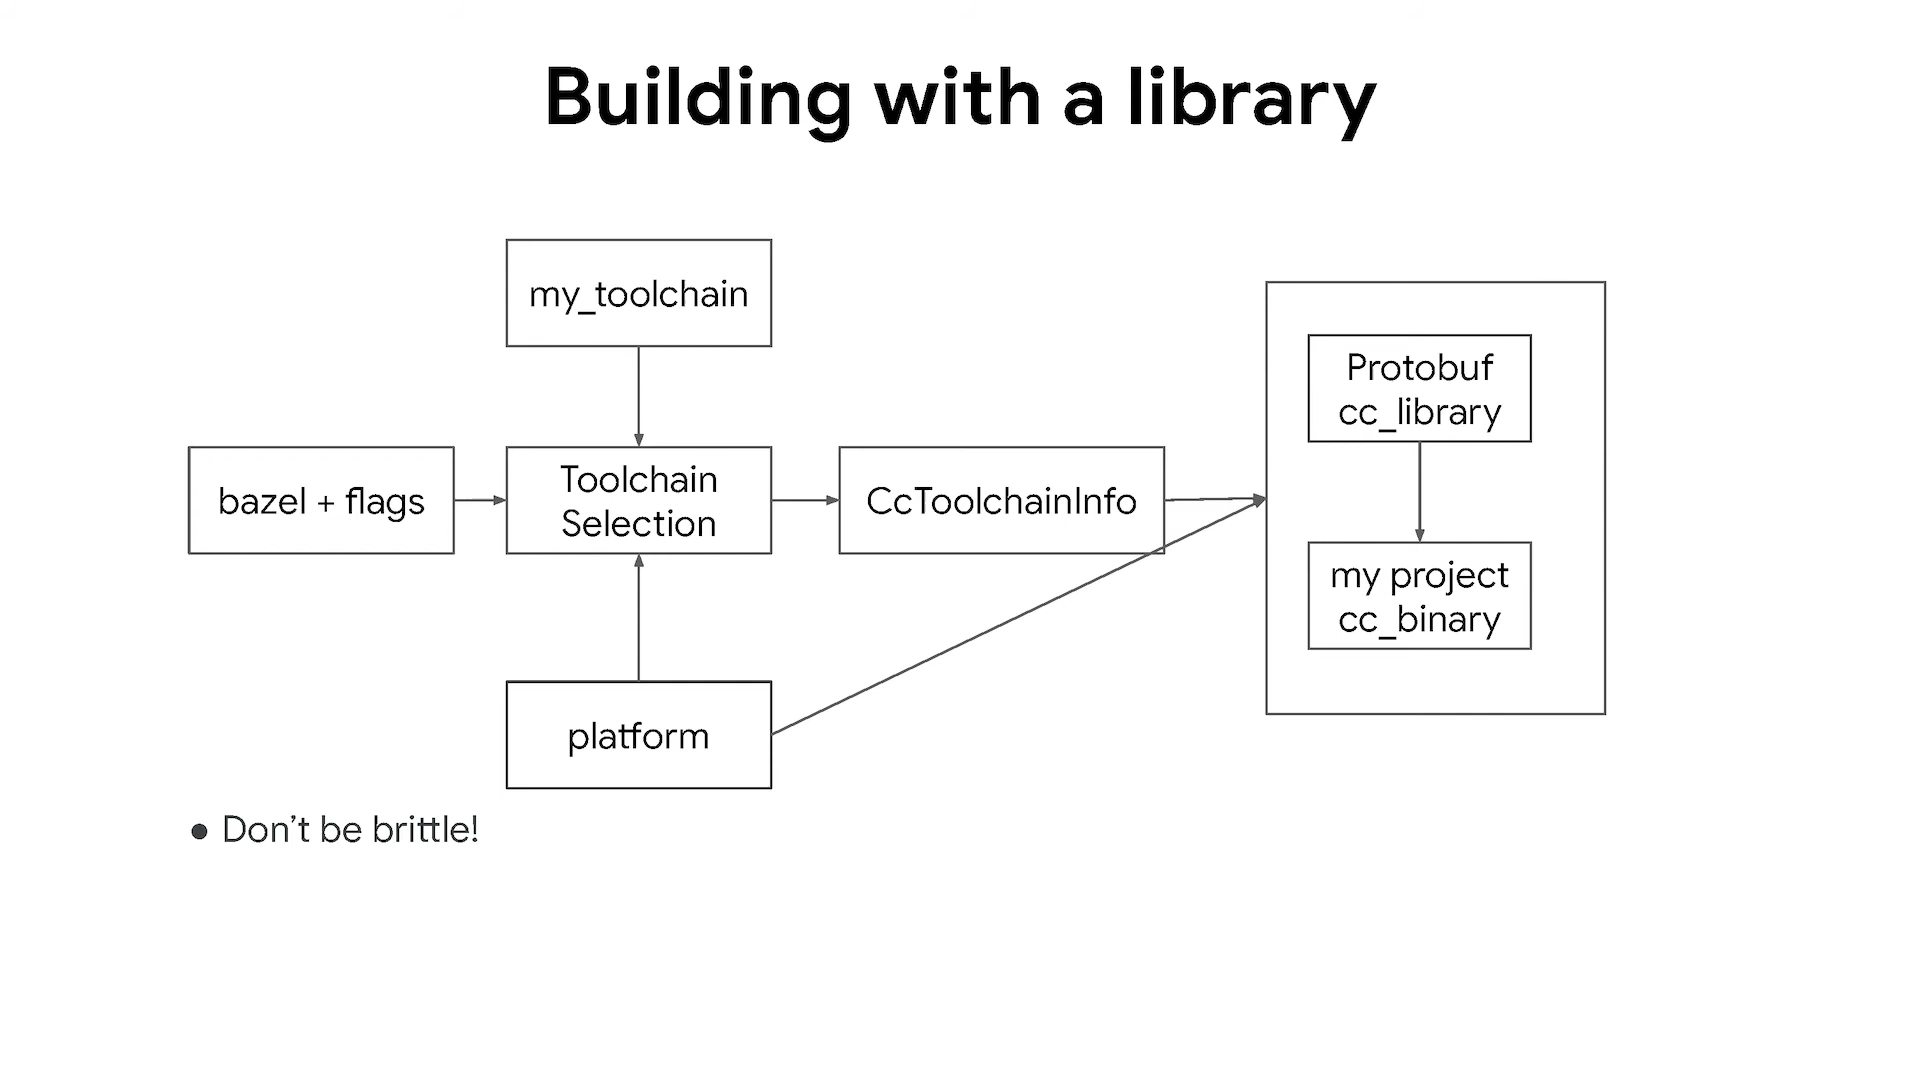 Building with a library
my_toolchain
bazel + flags
Toolchain
Selection
CcToolchainInfo
platform
Protobuf
cc_library
my project
cc_binary
● Don’t be brittle!